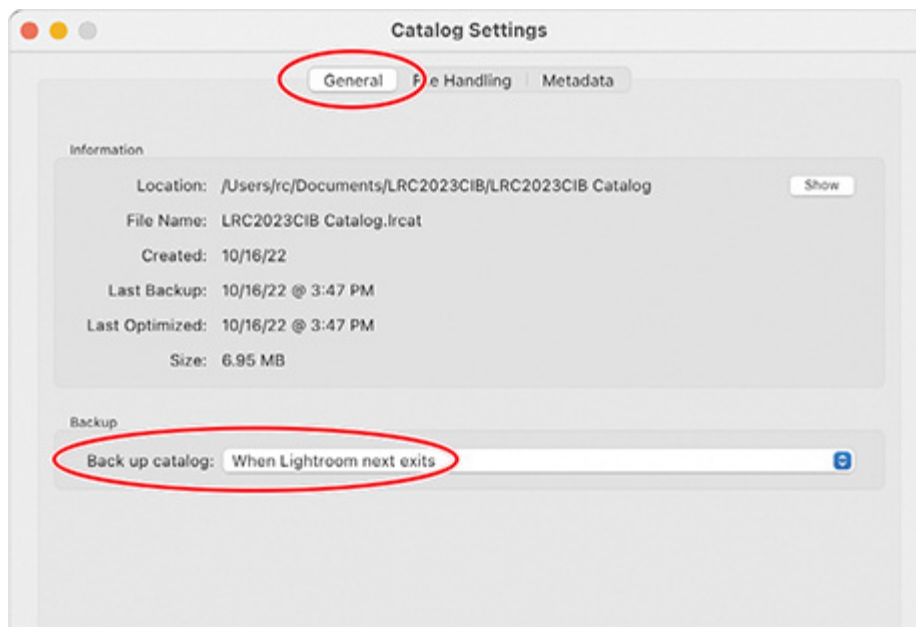 Catalog Settings
General File Handling Metadata
Information
Location: /Users/rc/Documents/LRC2023CIB/LRC2023CIB Catalog Show
File Name: LRC2023CIB Catalog.lrcat
Created: 10/16/22
Last Backup: 10/16/22 @ 3:47 PM
Last Optimized: 10/16/22 @ 3:47 PM
Size: 6.95 MB
Backup
Back up catalog: When Lightroom next exits